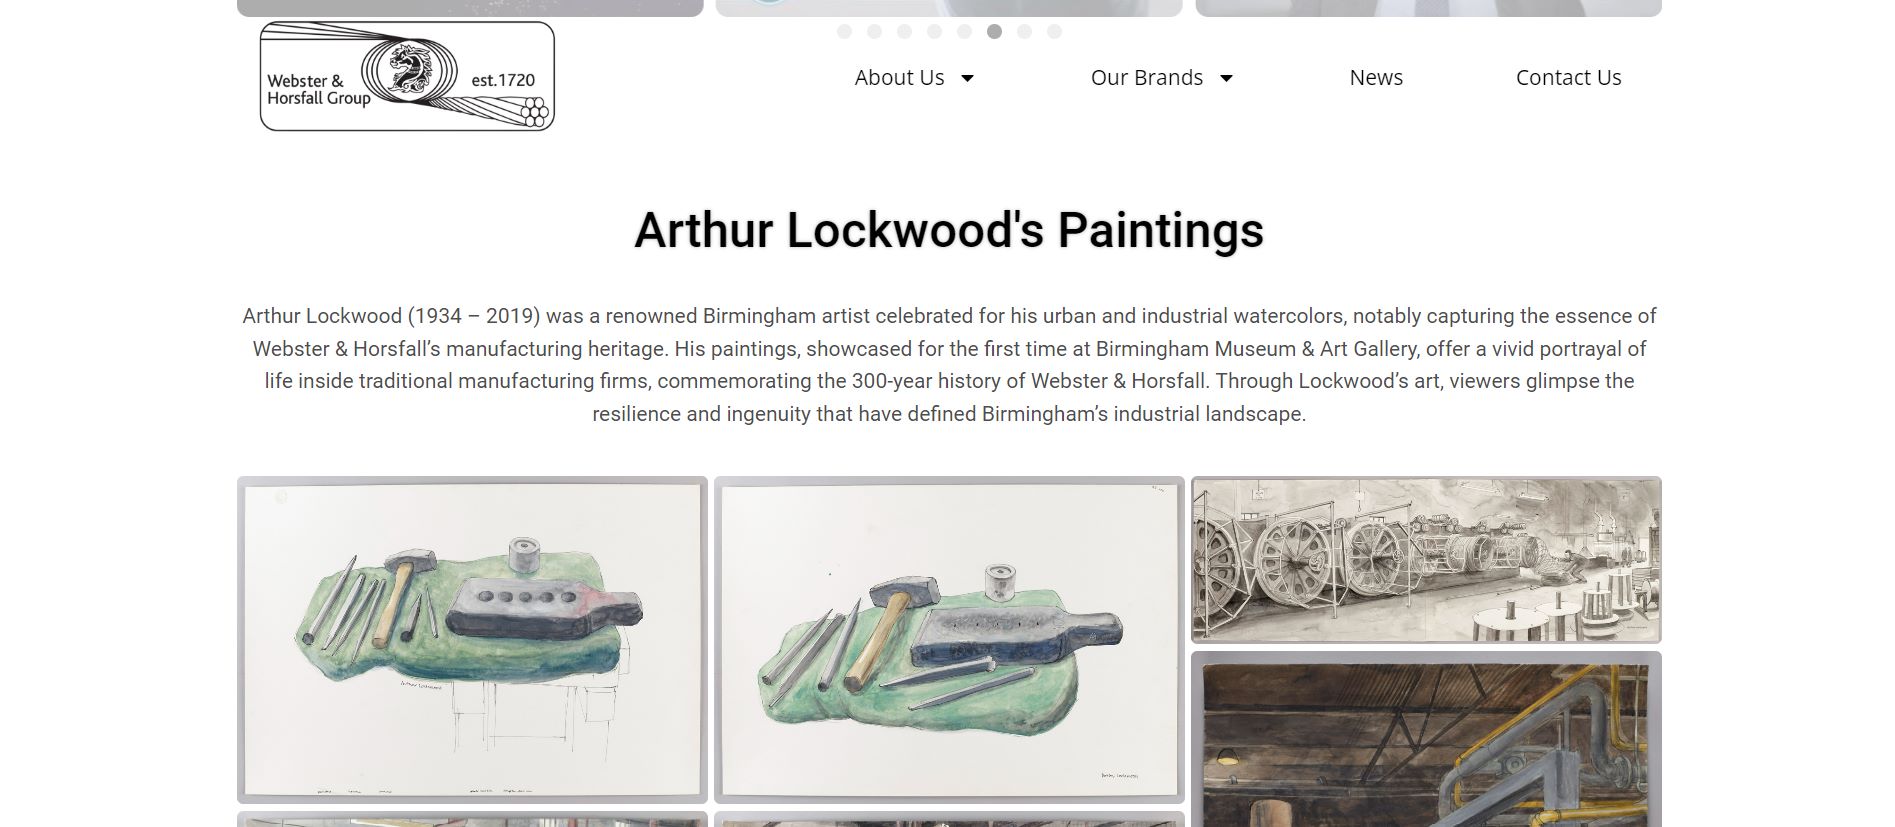 Webster &
Horsfall Group
est.1720
About Us
Our Brands
News
Contact Us
Arthur Lockwood's Paintings
Arthur Lockwood (1934 – 2019) was a renowned Birmingham artist celebrated for his urban and industrial watercolors, notably capturing the essence of
Webster & Horsfall’s manufacturing heritage. His paintings, showcased for the first time at Birmingham Museum & Art Gallery, offer a vivid portrayal of
life inside traditional manufacturing firms, commemorating the 300-year history of Webster & Horsfall. Through Lockwood’s art, viewers glimpse the
resilience and ingenuity that have defined Birmingham’s industrial landscape.